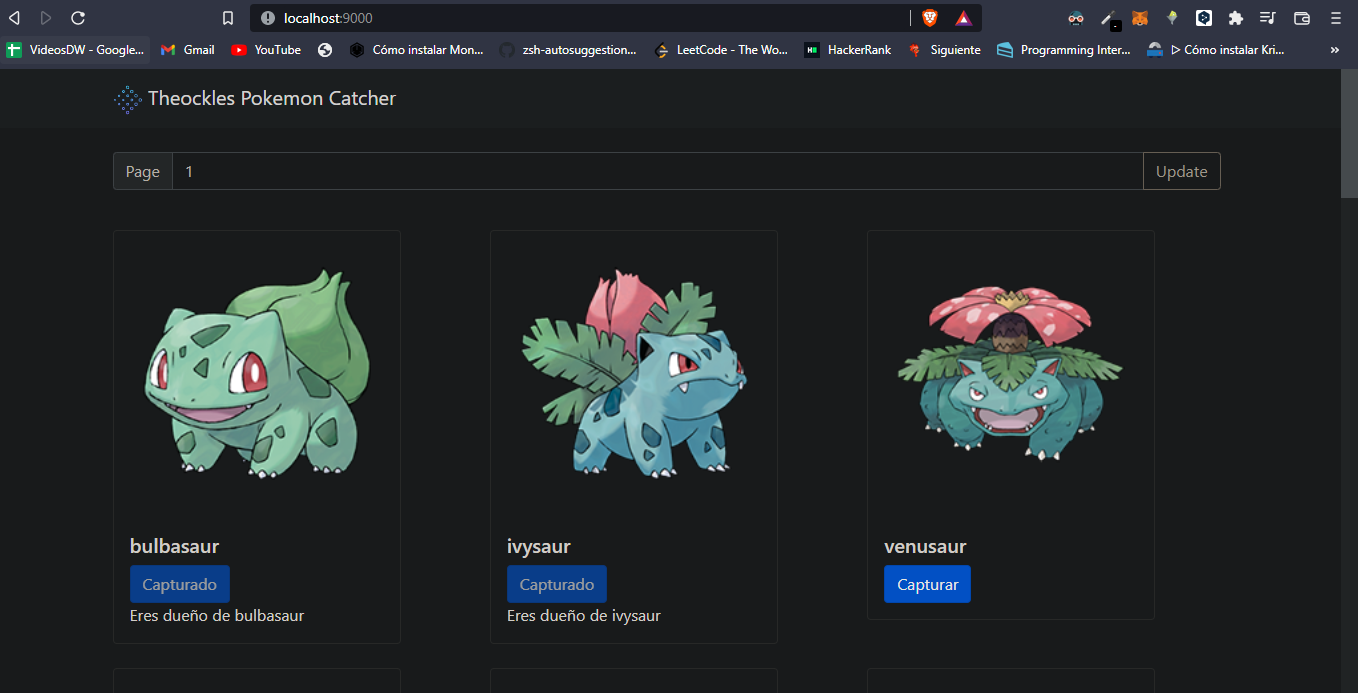 localhost:9000
VideosDW - Google... Gmail YouTube Cómo instalar Mon... zsh-autosuggestion... LeetCode - The Wo... HackerRank Siguiente Programming Inter... ▷ Cómo instalar Kri... »
Theockles Pokemon Catcher
Page 1 Update
bulbasaur ivysaur venusaur
Capturado Capturado Capturar
Eres dueño de bulbasaur Eres dueño de ivysaur